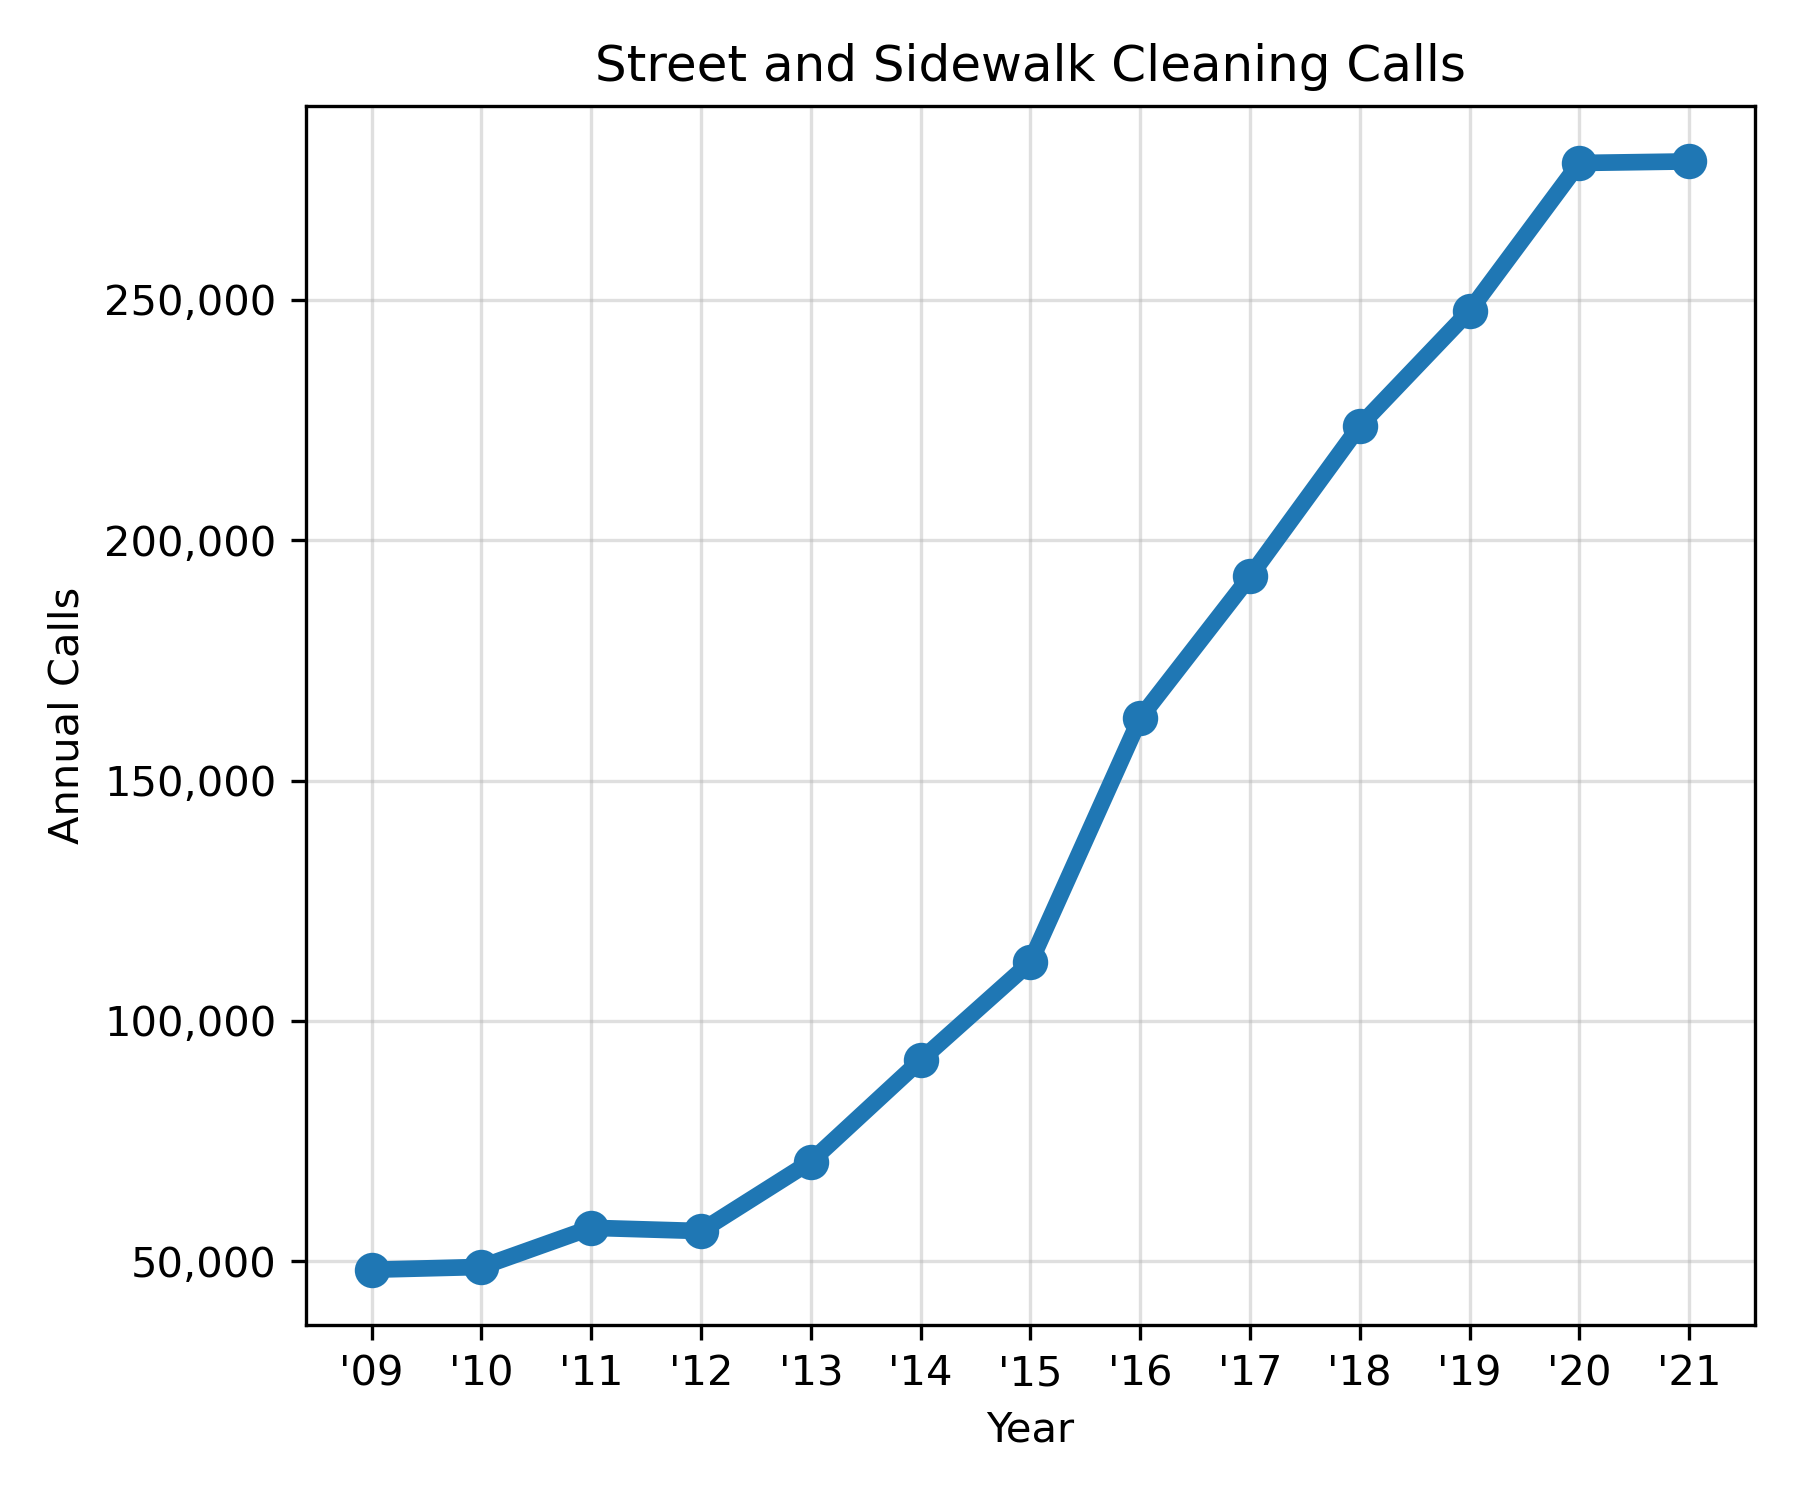 Street and Sidewalk Cleaning Calls
Annual Calls
250,000
200,000
150,000
100,000
50,000
'09 '10 '11 '12 '13 '14 '15 '16 '17 '18 '19 '20 '21
Year